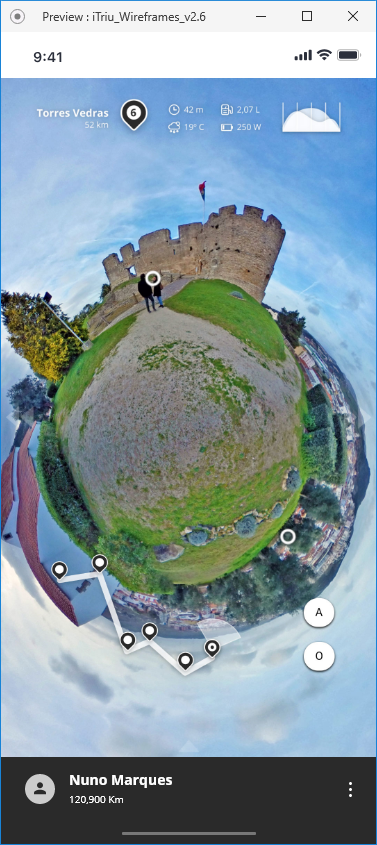 Preview : iTriu_Wireframes_v2.6
9:41
Torres Vedras
52 km
6
42 m
2,07 L
19º C
250 W
A
O
Nuno Marques
120,900 Km